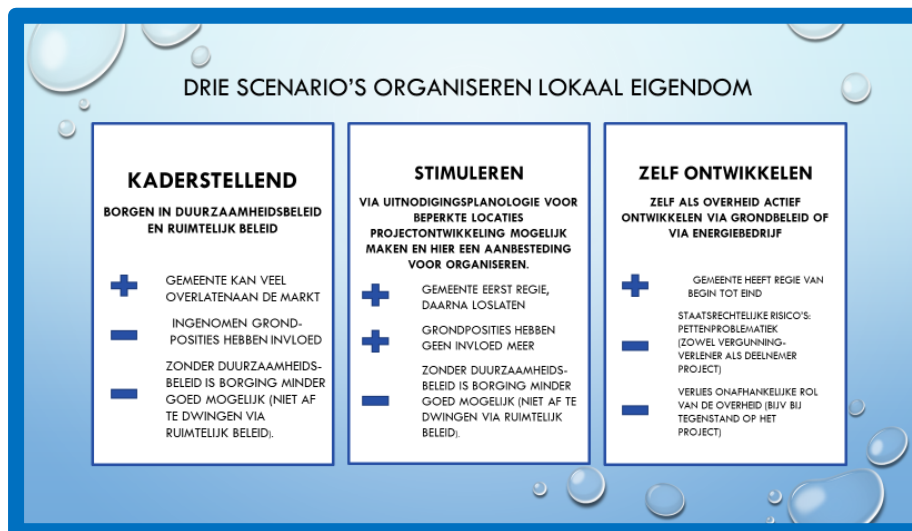 DRIE SCENARIO'S ORGANISEREN LOKAAL EIGENDOM
KADERSTELLEND
BORGEN IN DUURZAAMHEIDSBELEID
EN RUIMTELIJK BELEID
GEMEENTE KAN VEEL
OVERLATENAAN DE MARKT
INGENOMEN GROND-
POSITIES HEBBEN INVLOED
ZONDER DUURZAAMHEIDS-
BELEID IS BORGING MINDER
GOED MOGELIJK (NIET AF
TE DWINGEN VIA
RUIMTELIJK BELEID).
STIMULEREN
VIA UITNODIGINGSPLANOLOGIE VOOR
BEPERKTE LOCATIES
PROJECTONTWIKKELING MOGELIJK
MAKEN EN HIER EEN AANBESTEDING
VOOR ORGANISEREN.
GEMEENTE EERST REGIE,
DAARNA LOSLATEN
GRONDPOSITIES HEBBEN
GEEN INVLOED MEER
ZONDER DUURZAAMHEIDS-
BELEID IS BORGING MINDER
GOED MOGELIJK (NIET AF TE
DWINGEN VIA RUIMTELIJK
BELEID).
ZELF ONTWIKKELEN
ZELF ALS OVERHEID ACTIEF
ONTWIKKELEN VIA GRONDBELEID OF
VIA ENERGIEBEDRIJF
GEMEENTE HEEFT REGIE VAN
BEGIN TOT EIND
STAATSRECHTELIJKE RISICO'S:
PETTENPROBLEMATIEK
(ZOWEL VERGUNNING-
VERLENER ALS DEELNEMER
PROJECT)
VERLIES ONAFHANKELIJKE ROL
VAN DE OVERHEID (BIJV BIJ
TEGENSTAND OP HET
PROJECT)